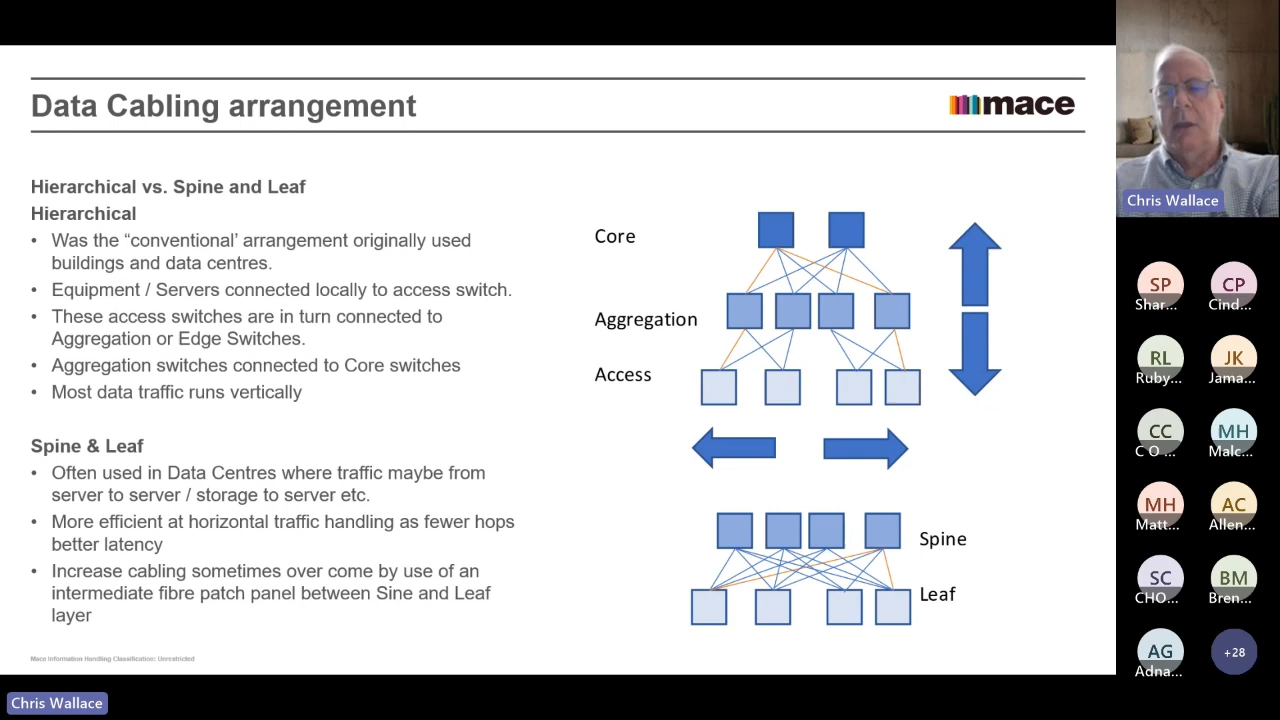 Data Cabling arrangement
mace
Hierarchical vs. Spine and Leaf
Hierarchical
• Was the “conventional’ arrangement originally used
buildings and data centres.
• Equipment / Servers connected locally to access switch.
• These access switches are in turn connected to
Aggregation or Edge Switches.
• Aggregation switches connected to Core switches
• Most data traffic runs vertically
Spine & Leaf
• Often used in Data Centres where traffic maybe from
server to server / storage to server etc.
• More efficient at horizontal traffic handling as fewer hops
better latency
• Increase cabling sometimes over come by use of an
intermediate fibre patch panel between Sine and Leaf
layer
Core
Aggregation
Access
Spine
Leaf
Mace Information Handling Classification: Unrestricted
Chris Wallace
Chris Wallace
SP
Shar...
CP
Cind...
RL
Ruby...
JK
Jama...
CC
C O ...
MH
Malc...
MH
Matt...
AC
Allen...
SC
CHO...
BM
Bren...
AG
Adna...
+28